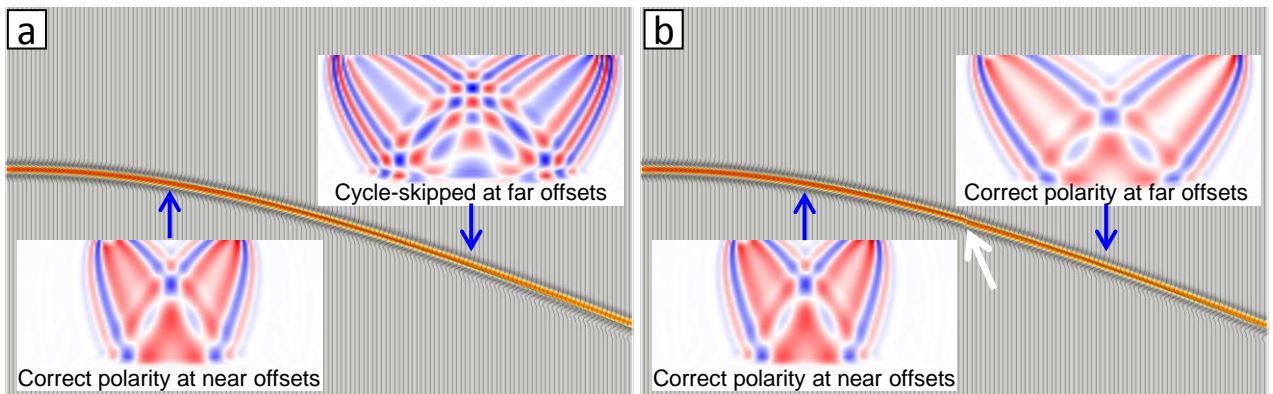 a
Cycle-skipped at far offsets
Correct polarity at near offsets
b
Correct polarity at far offsets
Correct polarity at near offsets